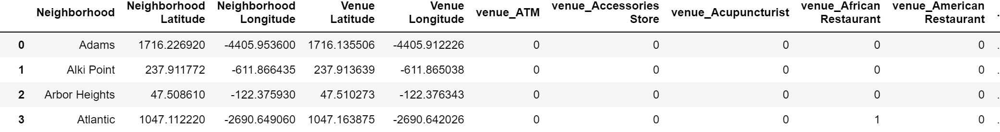 Neighborhood Neighborhood Latitude Neighborhood Longitude Venue Latitude Venue Longitude venue_ATM venue_Accessories Store venue_Acupuncturist venue_African Restaurant venue_American Restaurant .
0 Adams 1716.226920 -4405.953600 1716.135506 -4405.912226 0 0 0 0 0 .
1 Alki Point 237.911772 -611.866435 237.913639 -611.865038 0 0 0 0 0 .
2 Arbor Heights 47.508610 -122.375930 47.510273 -122.376343 0 0 0 0 0 .
3 Atlantic 1047.112220 -2690.649060 1047.163875 -2690.642026 0 0 0 1 0 .